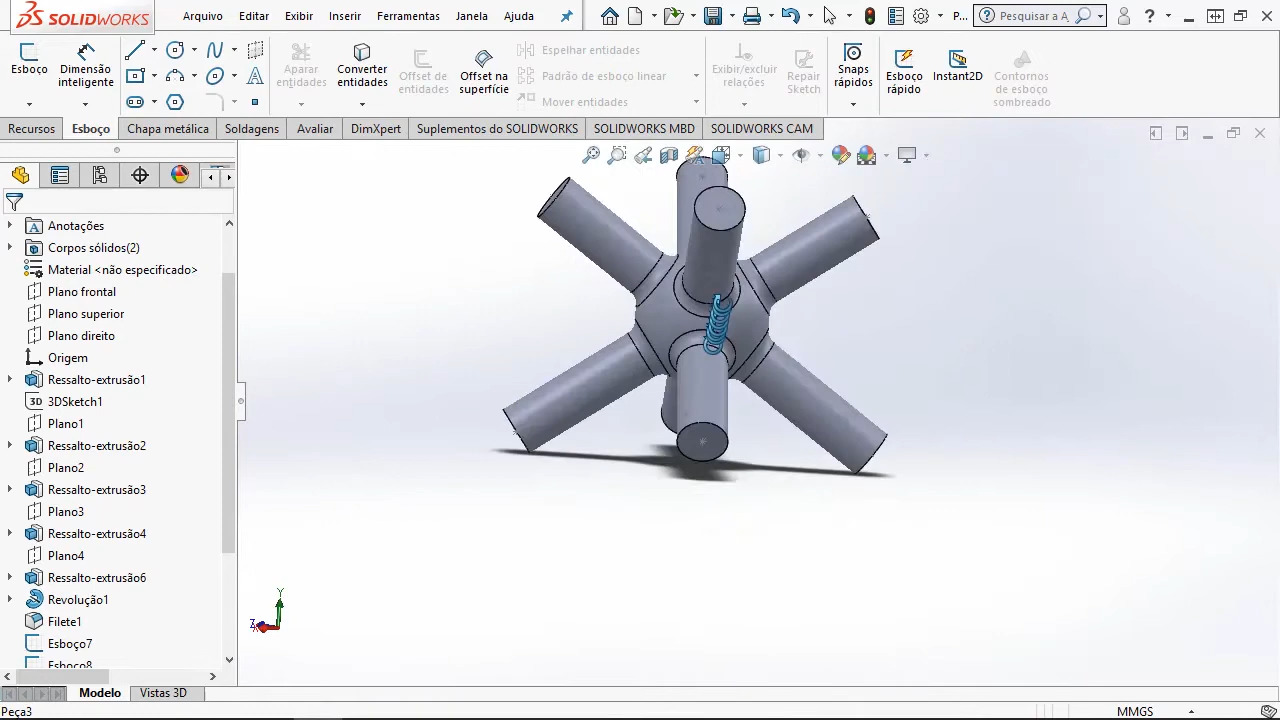 SOLIDWORKS
Arquivo Editar Exibir Inserir Ferramentas Janela Ajuda
P...
Pesquisar a A
?
Esboço
Dimensão inteligente
Aparar entidades
Converter entidades
Offset de entidades
Offset na superfície
Espelhar entidades
Padrão de esboço linear
Mover entidades
Exibir/excluir relações
Repair Sketch
Snaps rápidos
Esboço rápido
Instant2D
Contornos de esboço sombreado
Recursos Esboço Chapa metálica Soldagens Avaliar DimXpert Suplementos do SOLIDWORKS SOLIDWORKS MBD SOLIDWORKS CAM
Anotações
Corpos sólidos(2)
Material <não especificado>
Plano frontal
Plano superior
Plano direito
Origem
Ressalto-extrusão1
3D 3DSketch1
Plano1
Ressalto-extrusão2
Plano2
Ressalto-extrusão3
Plano3
Ressalto-extrusão4
Plano4
Ressalto-extrusão6
Revolução1
Filete1
Esboço7
Esboço8
Y
Modelo Vistas 3D
Peça3
MMGS